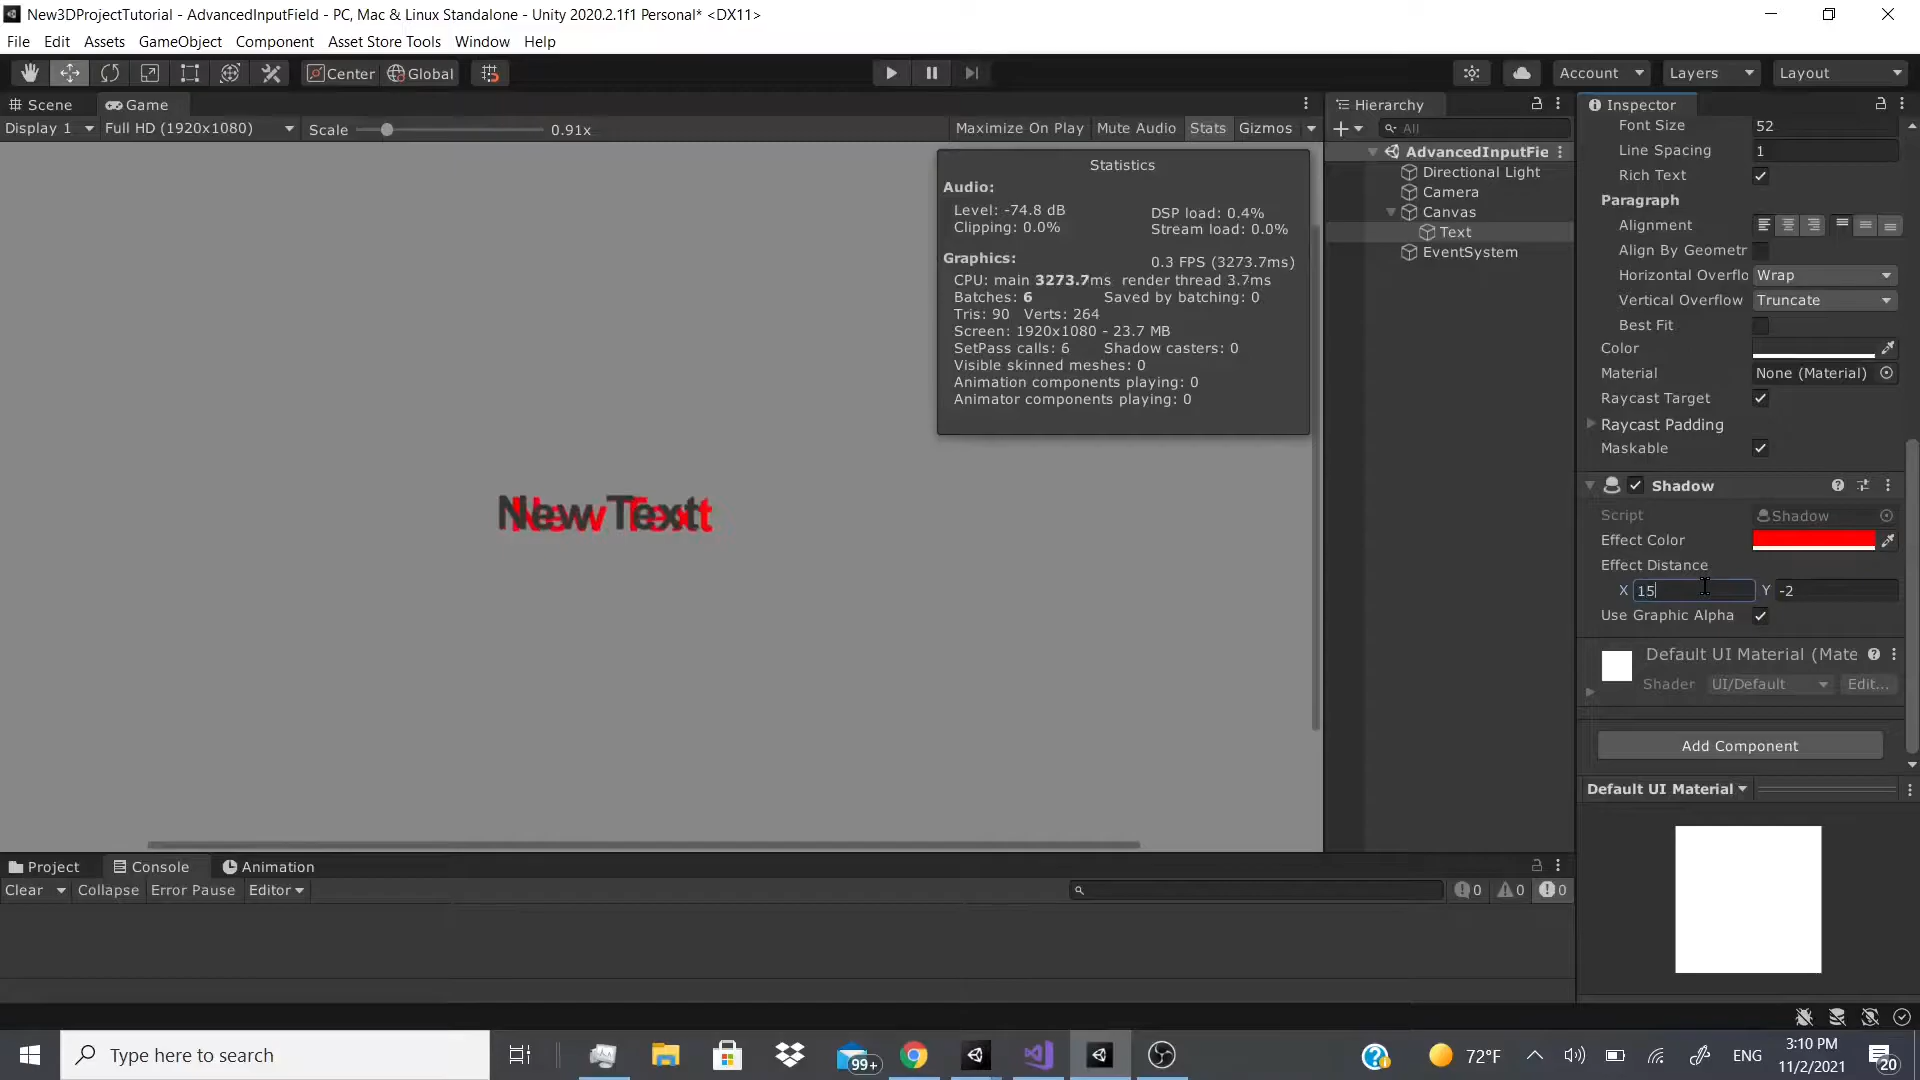 New3DProjectTutorial - AdvancedInputField - PC, Mac & Linux Standalone - Unity 2020.2.1f1 Personal* <DX11>
File Edit Assets GameObject Component Asset Store Tools Window Help
Center Global Account Layers Layout
Scene Game Hierarchy Inspector
Display 1 Full HD (1920x1080) Scale 0.91x Maximize On Play Mute Audio Stats Gizmos
All
Statistics
Audio:
Level: -74.8 dB DSP load: 0.4%
Clipping: 0.0% Stream load: 0.0%
Graphics: 0.3 FPS (3273.7ms)
CPU: main 3273.7ms render thread 3.7ms
Batches: 6 Saved by batching: 0
Tris: 90 Verts: 264
Screen: 1920x1080 - 23.7 MB
SetPass calls: 6 Shadow casters: 0
Visible skinned meshes: 0
Animation components playing: 0
Animator components playing: 0
New Text
AdvancedInputFie
Directional Light
Camera
Canvas
Text
EventSystem
Font Size 52
Line Spacing 1
Rich Text
Paragraph
Alignment
Align By Geometr
Horizontal Overflo Wrap
Vertical Overflow Truncate
Best Fit
Color
Material None (Material)
Raycast Target
Raycast Padding
Maskable
Shadow
Script Shadow
Effect Color
Effect Distance
X 15 Y -2
Use Graphic Alpha
Default UI Material (Mate
Shader UI/Default Edit...
Add Component
Default UI Material
Project Console Animation
Clear Collapse Error Pause Editor 0 0 0
Type here to search
99+
72°F ENG
3:10 PM
11/2/2021
20